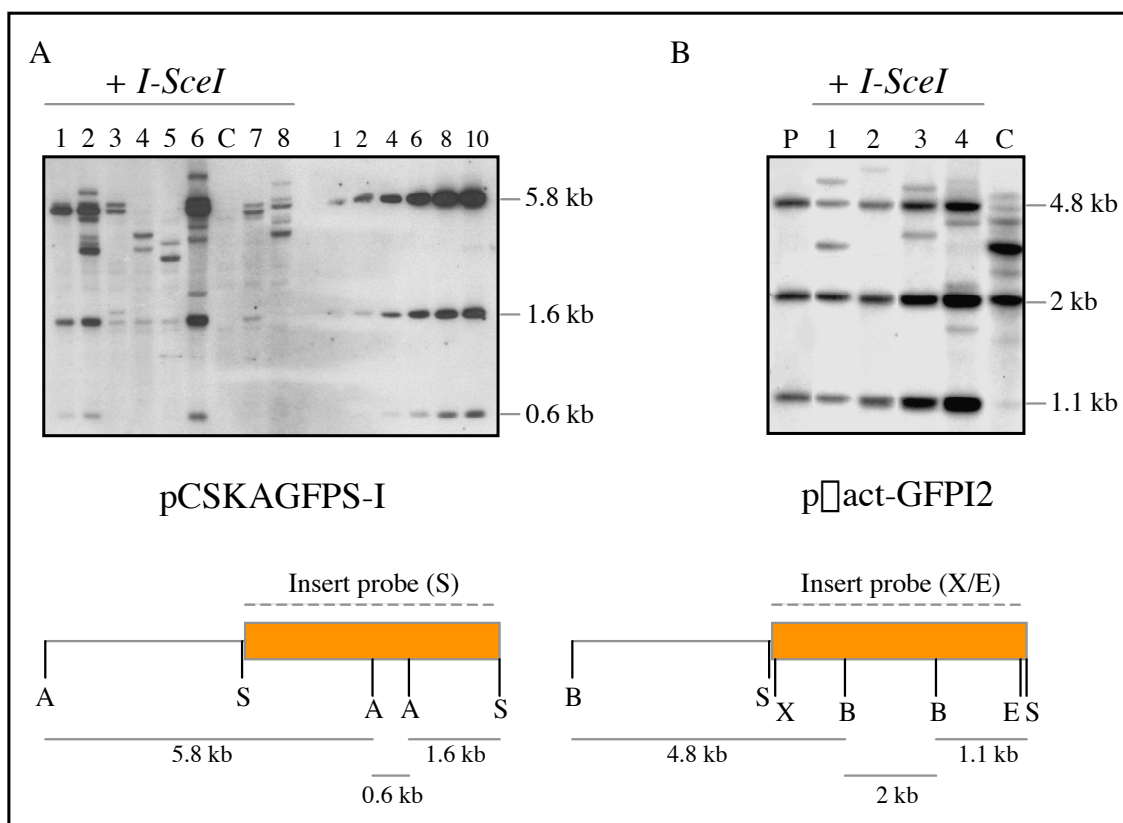 A
+ I-SceI
1 2 3 4 5 6 C 7 8 1 2 4 6 8 10
5.8 kb
1.6 kb
0.6 kb
pCSKAGFPS-I
B
+ I-SceI
P 1 2 3 4 C
4.8 kb
2 kb
1.1 kb
p□act-GFPI2
Insert probe (S)
A S A A S
5.8 kb 1.6 kb
0.6 kb
Insert probe (X/E)
B S X B B E S
4.8 kb 1.1 kb
2 kb